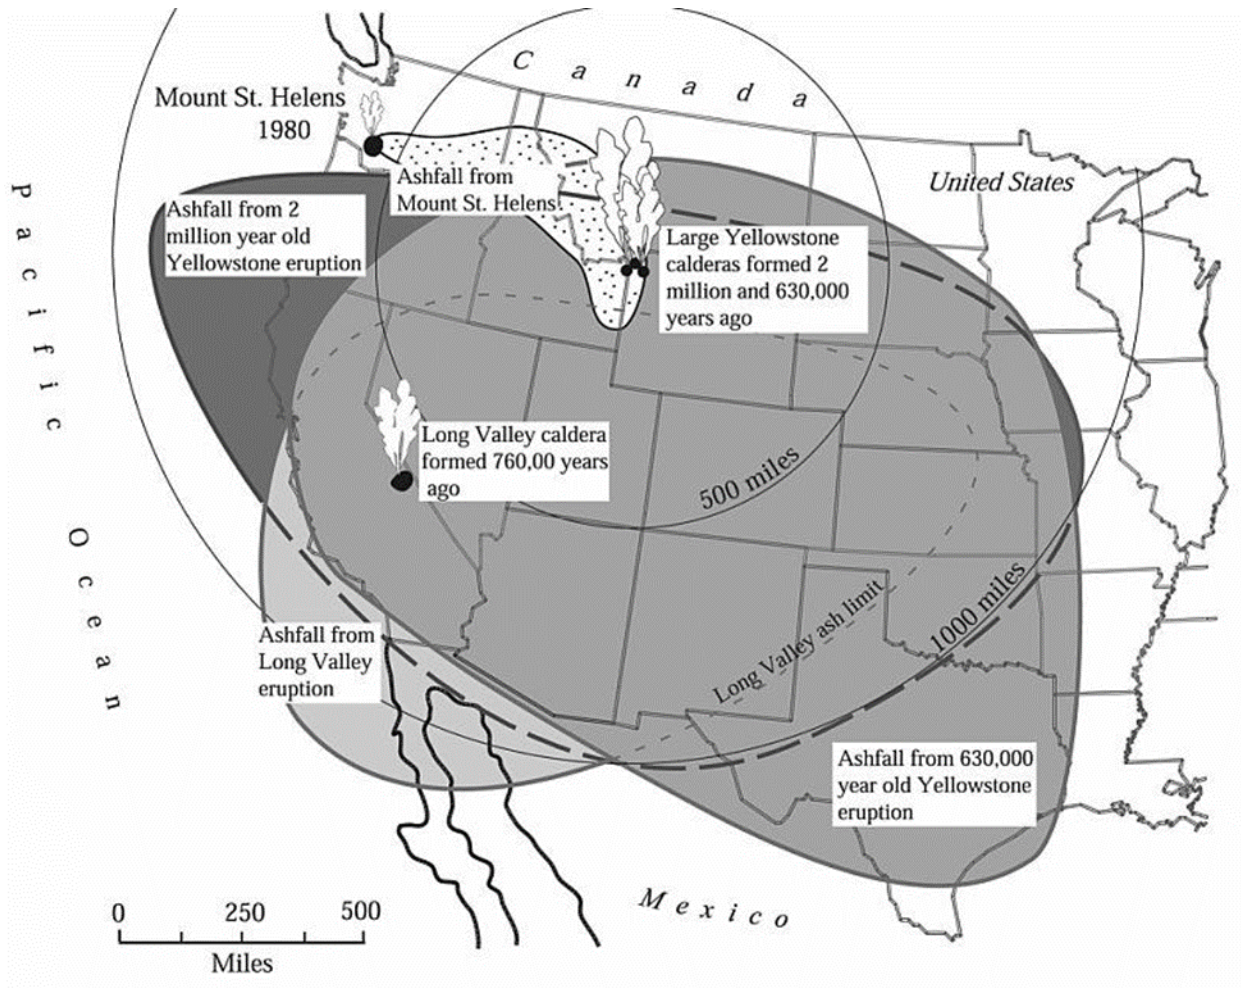 Canada
Mount St. Helens
1980
Ashfall from
Mount St. Helens
United States
Pacific Ocean
Ashfall from 2
million year old
Yellowstone eruption
Large Yellowstone
calderas formed 2
million and 630,000
years ago
Long Valley caldera
formed 760,00 years
ago
500 miles
1000 miles
Long Valley ash limit
Ashfall from
Long Valley
eruption
Ashfall from 630,000
year old Yellowstone
eruption
Mexico
0 250 500
Miles